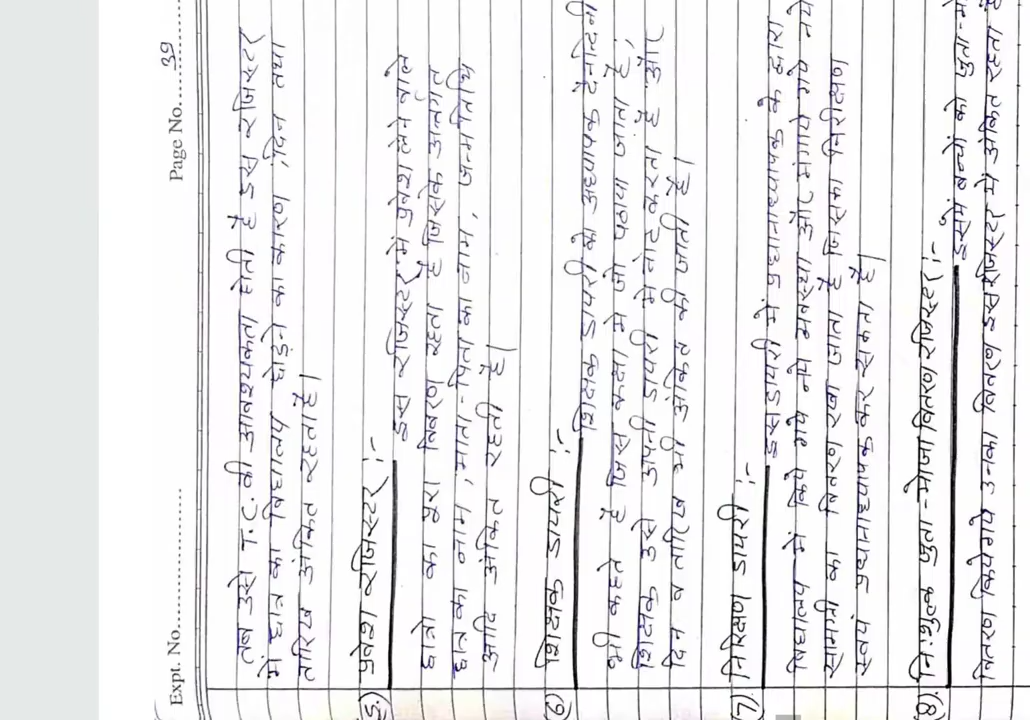 Expt. No.................. Page No......39......
तब उसे T.C. की आवश्यकता होती है इस रजिस्टर
में छात्र का विद्यालय छोड़ने का कारण, दिन तथा
तारीख अंकित रहता है।
(5). प्रवेश रजिस्टर :-
इस रजिस्टर में प्रवेश लेने वाले
छात्रो का पूरा विवरण रहता है जिसके अन्तर्गत
छात्र का नाम, माता-पिता का नाम, जन्मतिथि
आदि अंकित रहती है।
(6) शिक्षक डायरी :-
शिक्षक डायरी को अध्यापक दैनन्दिनी
भी कहते है जिस कक्षा मे जो पढाया जाता है,
शिक्षक उसे अपनी डायरी मे नोट करता है और
दिन व तारीख भी अंकित की जाती है।
(7) निरिक्षण डायरी :-
इस डायरी में प्रधानाध्यापक के द्वारा
विद्यालय में किये गये नये व्यवस्था और मंगाये गये
सामग्री का विवरण रखा जाता है जिसमा निरीक्षण
स्वयं प्रधानाध्यापक कर सकता है।
(8) निःशुल्क जुता-मोजा वितरण रजिस्टर :-
इसमें बच्चो को जुता-
वितरण किये गये उनका विवरण इस रजिस्टर मे अंकित रहता